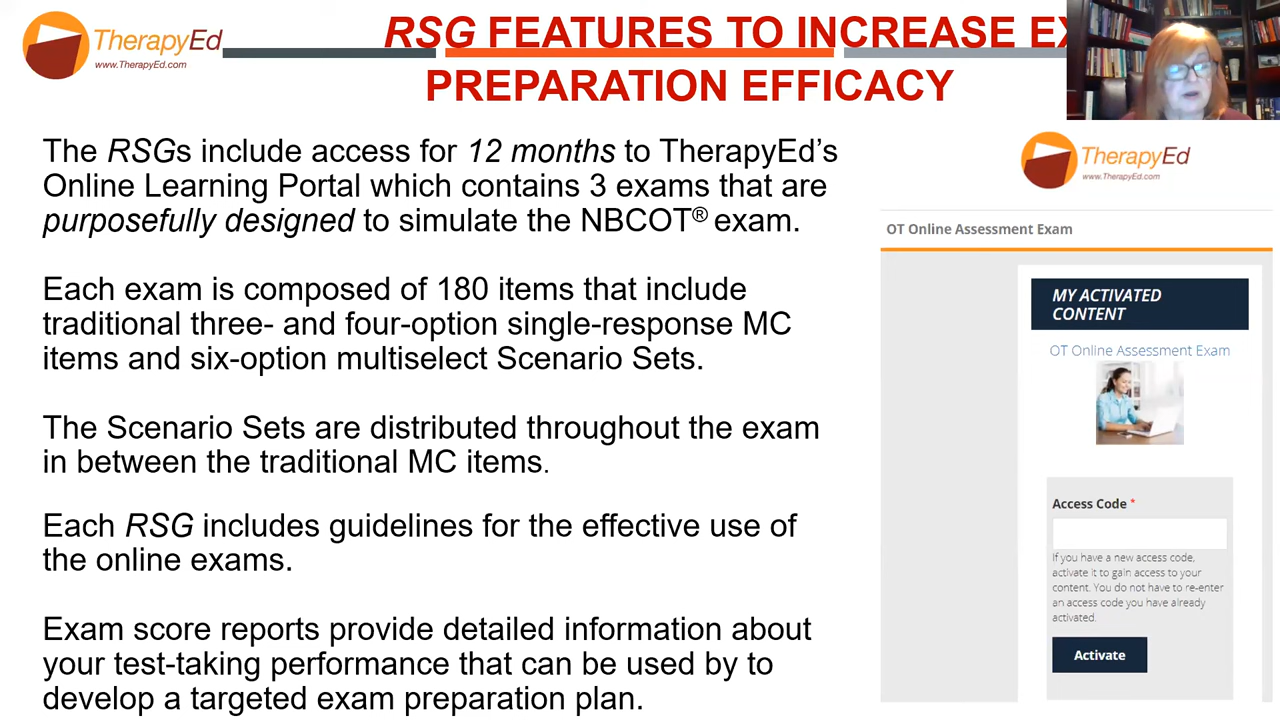 TherapyEd
www.TherapyEd.com
RSG FEATURES TO INCREASE
PREPARATION EFFICACY
The RSGs include access for 12 months to TherapyEd’s
Online Learning Portal which contains 3 exams that are
purposefully designed to simulate the NBCOT® exam.
Each exam is composed of 180 items that include
traditional three- and four-option single-response MC
items and six-option multiselect Scenario Sets.
The Scenario Sets are distributed throughout the exam
in between the traditional MC items.
Each RSG includes guidelines for the effective use of
the online exams.
Exam score reports provide detailed information about
your test-taking performance that can be used by to
develop a targeted exam preparation plan.
TherapyEd
www.TherapyEd.com
OT Online Assessment Exam
MY ACTIVATED
CONTENT
OT Online Assessment Exam
Access Code *
If you have a new access code,
activate it to gain access to your
content. You do not have to re-enter
an access code you have already
activated.
Activate